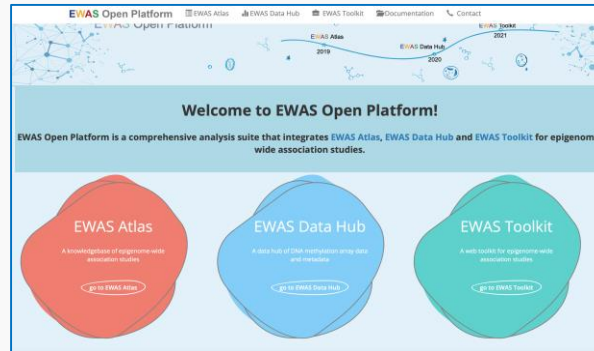 EWAS Open Platform EWAS Atlas EWAS Data Hub EWAS Toolkit Documentation Contact
EWAS Open Platform
EWAS Atlas
2019
EWAS Data Hub
2020
EWAS Toolkit
2021
Welcome to EWAS Open Platform!
EWAS Open Platform is a comprehensive analysis suite that integrates EWAS Atlas, EWAS Data Hub and EWAS Toolkit for epigenom
wide association studies.
EWAS Atlas
A knowledgebase of epigenome-wide
association studies
go to EWAS Atlas
EWAS Data Hub
A data hub of DNA methylation array data
and metadata
go to EWAS Data Hub
EWAS Toolkit
A web toolkit for epigenome-wide
association studies
go to EWAS Toolkit